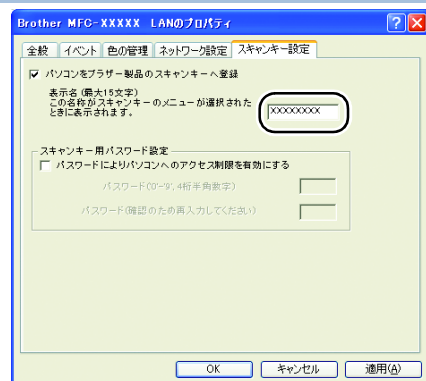 Brother MFC-XXXXX LANのプロパティ
全般 イベント 色の管理 ネットワーク設定 スキャンキー設定
パソコンをブラザー製品のスキャンキーへ登録
表示名 (最大15文字)
この名称がスキャンキーのメニューが選択された
ときに表示されます。
XXXXXXXX
スキャンキー用パスワード設定
パスワードによりパソコンへのアクセス制限を有効にする
パスワード('0'-'9', 4桁半角数字)
パスワード(確認のため再入力してください)
OK キャンセル 適用(A)